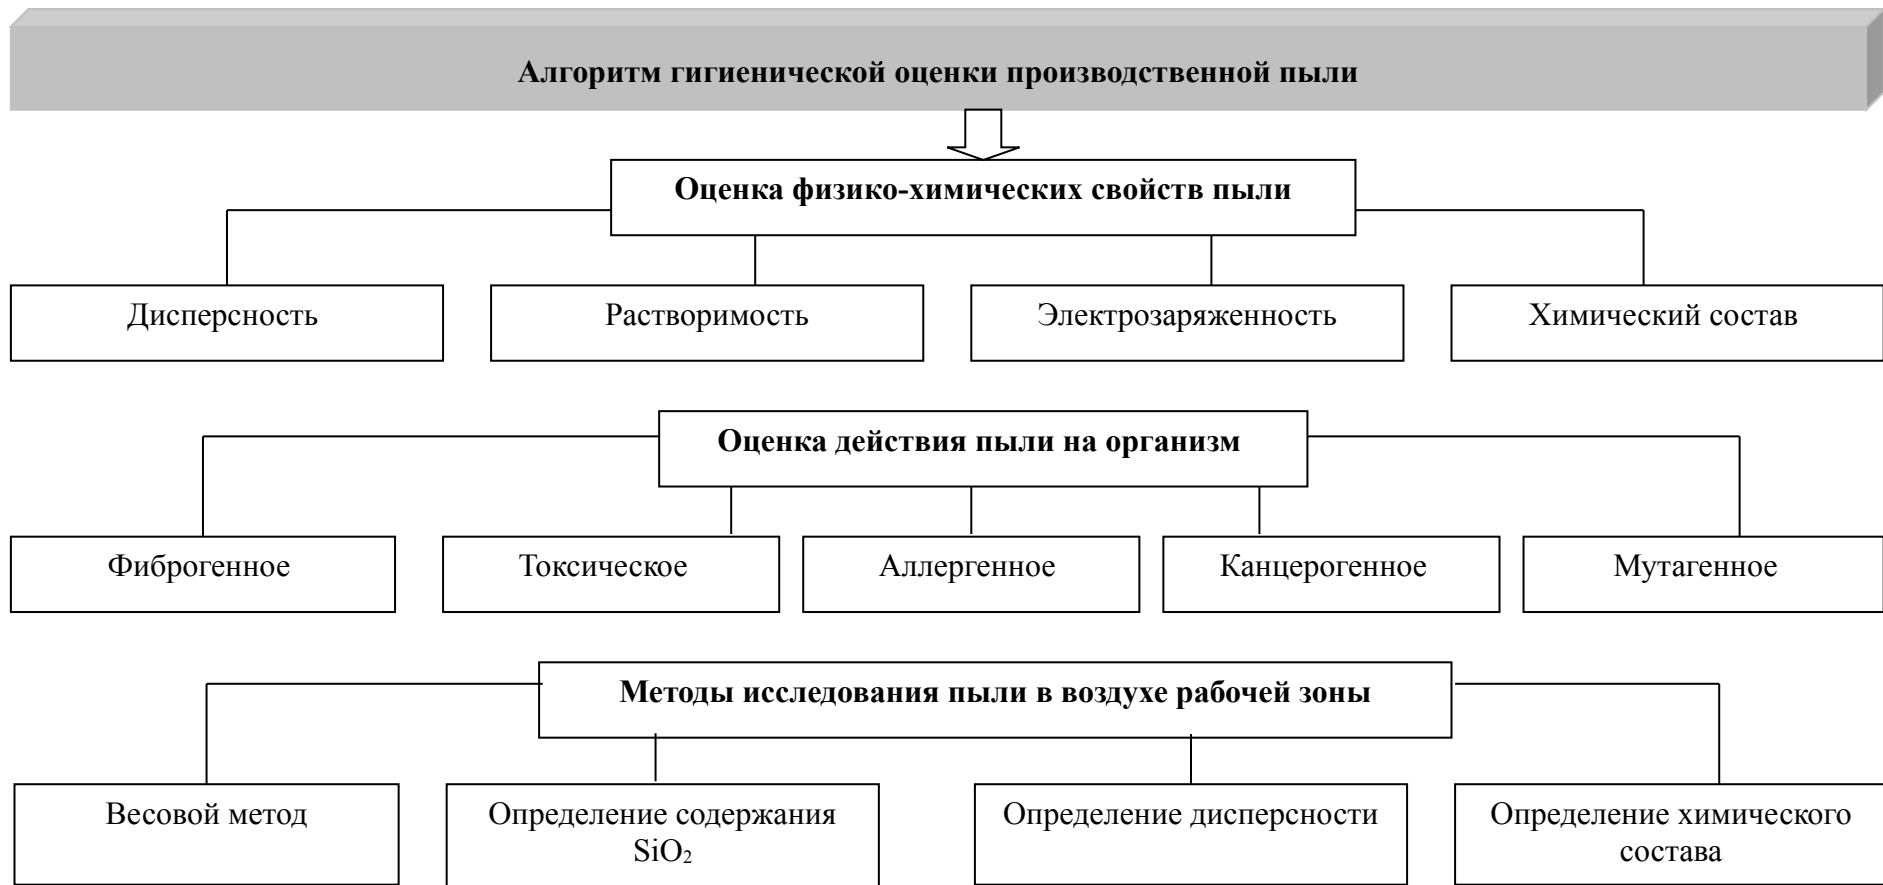 Алгоритм гигиенической оценки производственной пыли
Оценка физико-химических свойств пыли
Дисперсность
Растворимость
Электрозаряженность
Химический состав
Оценка действия пыли на организм
Фиброгенное
Токсическое
Аллергенное
Канцерогенное
Мутагенное
Методы исследования пыли в воздухе рабочей зоны
Весовой метод
Определение содержания
SiO₂
Определение дисперсности
Определение химического
состава